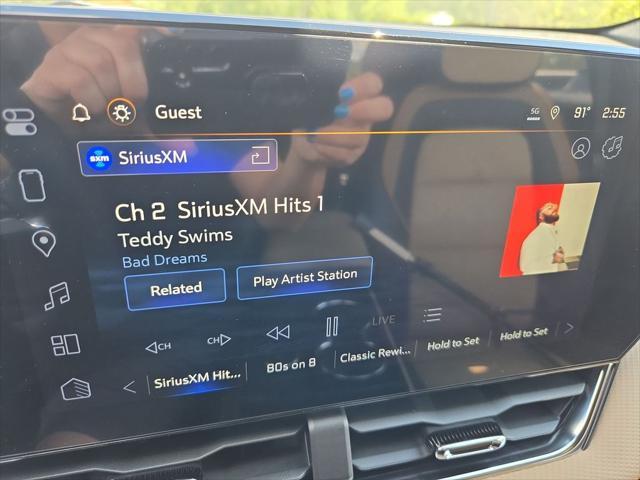 Guest
5G
91° 2:55
sxm SiriusXM
Ch 2 SiriusXM Hits 1
Teddy Swims
Bad Dreams
Related
Play Artist Station
CH
CH
LIVE
SiriusXM Hit...
80s on 8
Classic Rewi...
Hold to Set
Hold to Set